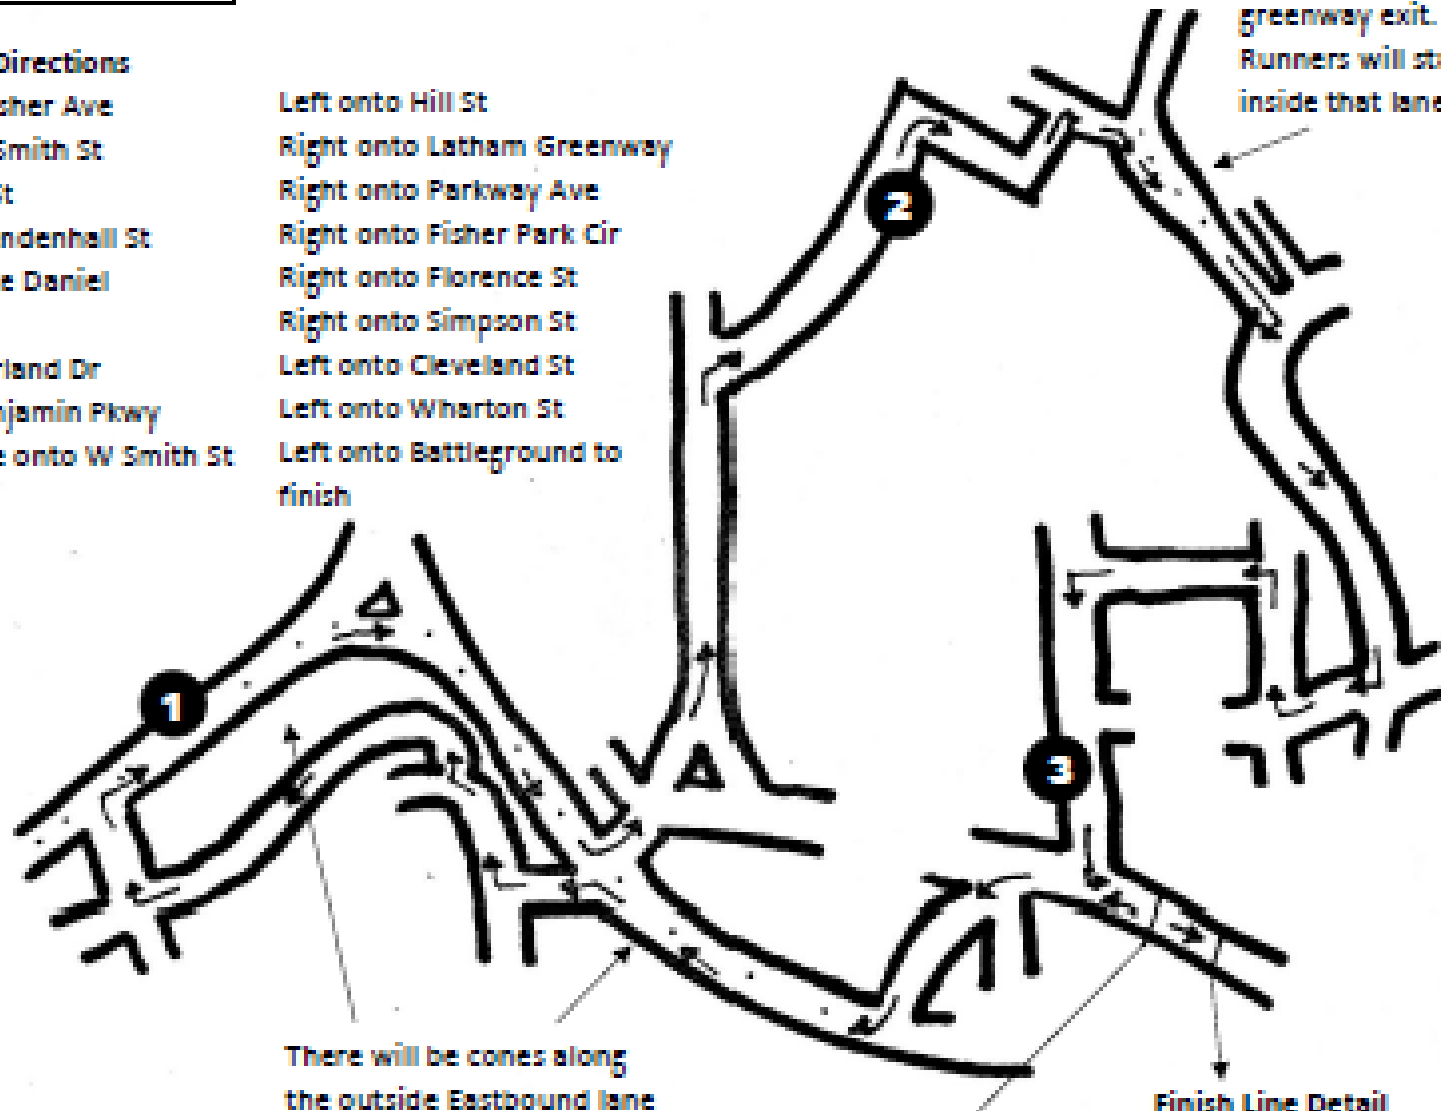 Directions
sher Ave
Smith St
St
ndenhall St
e Daniel
rland Dr
njamin Pkwy
e onto W Smith St
Left onto Hill St
Right onto Latham Greenway
Right onto Parkway Ave
Right onto Fisher Park Cir
Right onto Florence St
Right onto Simpson St
Left onto Cleveland St
Left onto Wharton St
Left onto Battleground to
finish
greenway exit.
Runners will sta
inside that lane
2
1
3
There will be cones along
the outside Eastbound lane
Finish Line Detail